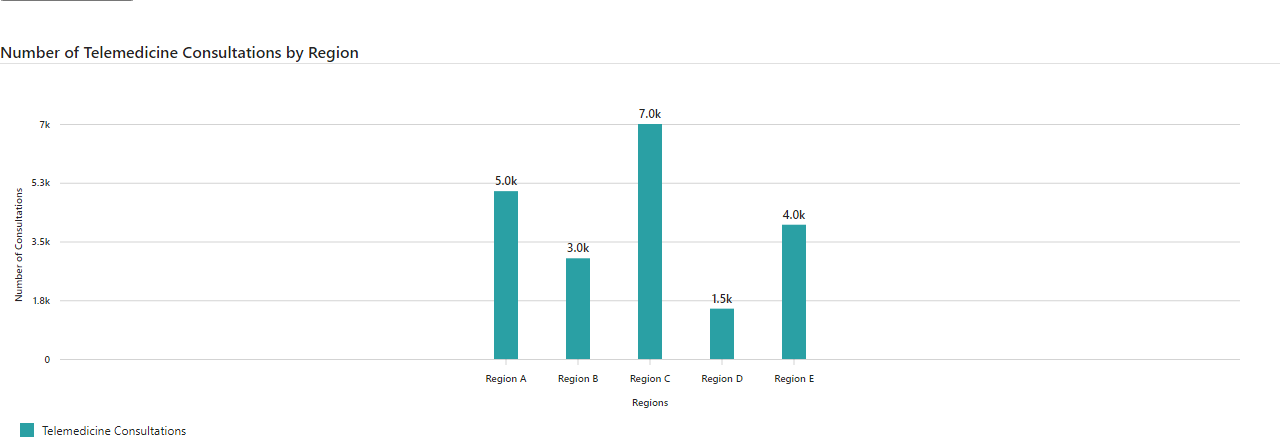 Number of Telemedicine Consultations by Region
7.0k
7k
5.3k
5.0k
4.0k
3.5k
3.0k
1.8k
1.5k
0
Number of Consultations
Region A Region B Region C Region D Region E
Regions
Telemedicine Consultations